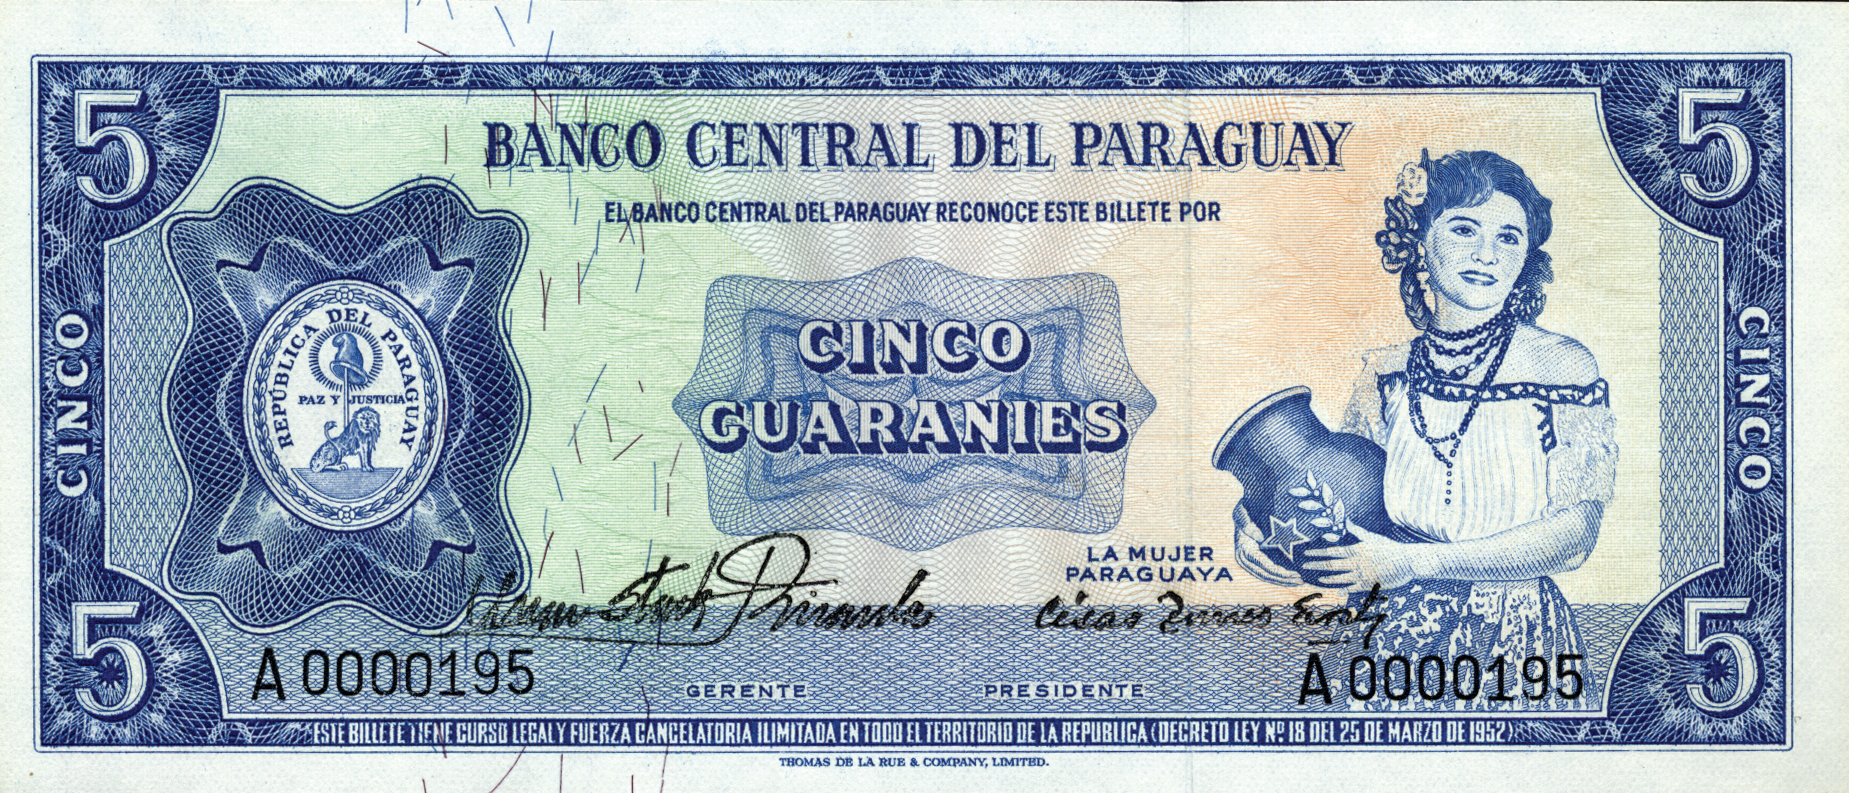 5
5
BANCO CENTRAL DEL PARAGUAY
EL BANCO CENTRAL DEL PARAGUAY RECONOCE ESTE BILLETE POR
CINCO
CINCO
REPÚBLICA DEL PARAGUAY
PAZ Y JUSTICIA
CINCO
GUARANIES
LA MUJER
PARAGUAYA
A 0000195
A 0000195
GERENTE
PRESIDENTE
5
5
ESTE BILLETE TIENE CURSO LEGAL Y FUERZA CANCELATORIA ILIMITADA EN TODO EL TERRITORIO DE LA REPUBLICA (DECRETO LEY Nº 18 DEL 25 DE MARZO DE 1952)
THOMAS DE LA RUE & COMPANY, LIMITED.